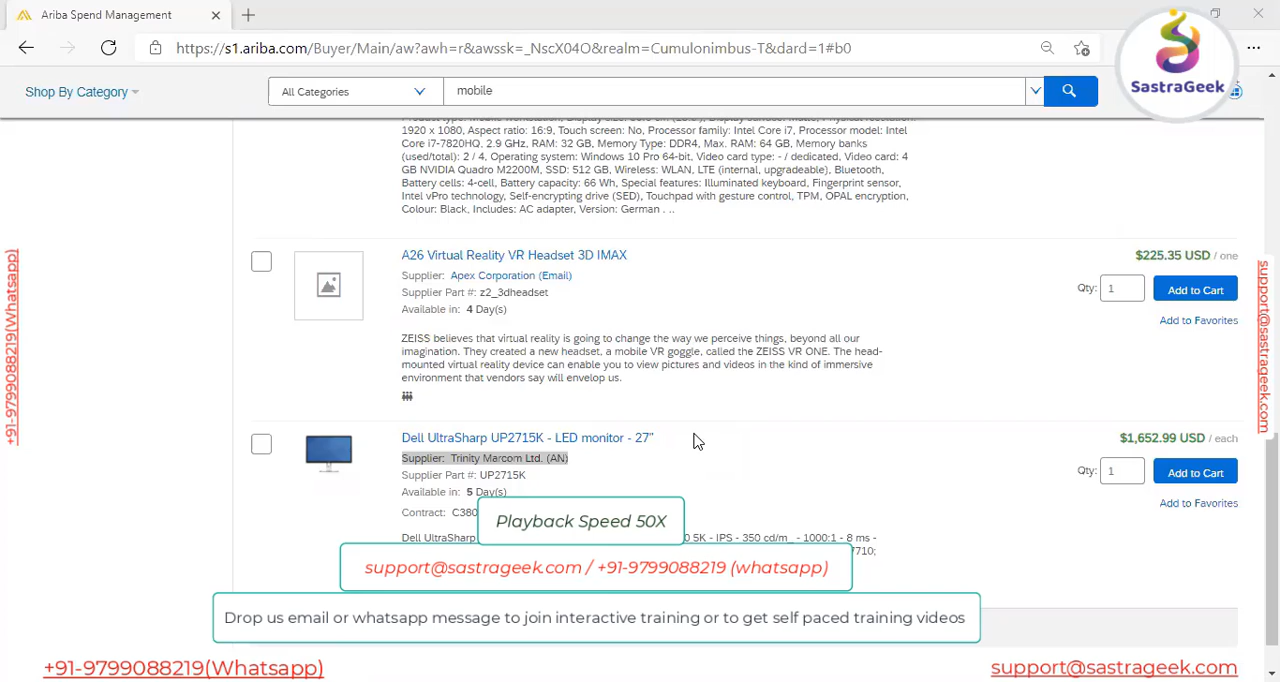 Ariba Spend Management
https://s1.ariba.com/Buyer/Main/aw?awh=r&awssk=_NscX04O&realm=Cumulonimbus-T&dard=1#b0
SastraGeek
Shop By Category
All Categories
mobile
1920 x 1080, Aspect ratio: 16:9, Touch screen: No, Processor family: Intel Core i7, Processor model: Intel
Core i7-7820HQ, 2.9 GHz, RAM: 32 GB, Memory Type: DDR4, Max. RAM: 64 GB, Memory banks
(used/total): 2 / 4, Operating system: Windows 10 Pro 64-bit, Video card type: - / dedicated, Video card: 4
GB NVIDIA Quadro M2200M, SSD: 512 GB, Wireless: WLAN, LTE (internal, upgradeable), Bluetooth,
Battery cells: 4-cell, Battery capacity: 66 Wh, Special features: Illuminated keyboard, Fingerprint sensor,
Intel vPro technology, Self-encrypting drive (SED), Touchpad with gesture control, TPM, OPAL encryption,
Colour: Black, Includes: AC adapter, Version: German . ..
A26 Virtual Reality VR Headset 3D IMAX
$225.35 USD / one
Supplier: Apex Corporation (Email)
Supplier Part #: z2_3dheadset
Qty: 1 Add to Cart
Available in: 4 Day(s)
Add to Favorites
ZEISS believes that virtual reality is going to change the way we perceive things, beyond all our
imagination. They created a new headset, a mobile VR goggle, called the ZEISS VR ONE. The head-
mounted virtual reality device can enable you to view pictures and videos in the kind of immersive
environment that vendors say will envelop us.
Dell UltraSharp UP2715K - LED monitor - 27"
$1,652.99 USD / each
Supplier: Trinity Marcom Ltd. (AN)
Supplier Part #: UP2715K
Qty: 1 Add to Cart
Available in: 5 Day(s)
Add to Favorites
Contract: C380
Dell UltraSharp 0 5K - IPS - 350 cd/m_ - 1000:1 - 8 ms -
7710;
Playback Speed 50X
support@sastrageek.com / +91-9799088219 (whatsapp)
Drop us email or whatsapp message to join interactive training or to get self paced training videos
+91-9799088219(Whatsapp)
support@sastrageek.com
+91-9799088219(Whatsapp)
support@sastrageek.com